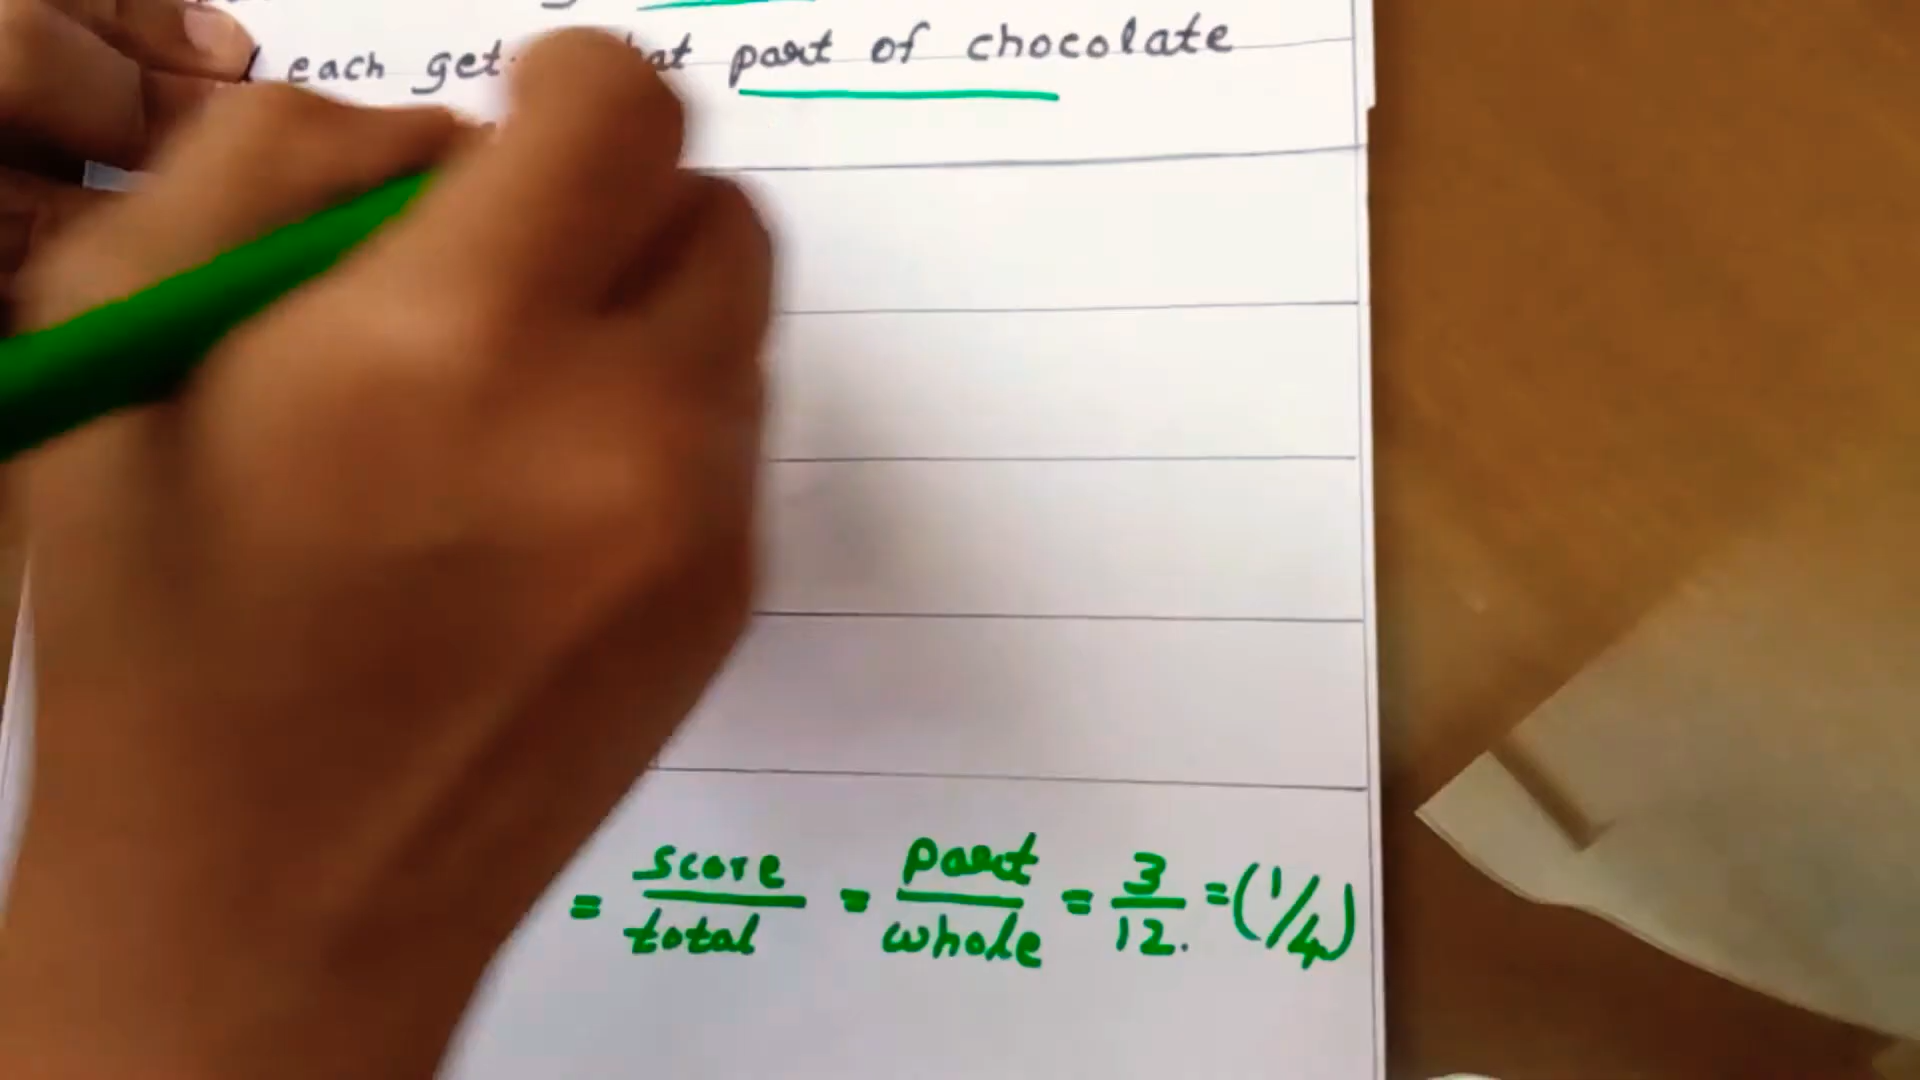 each get part of chocolate
= score/total = part/whole = 3/12. = (1/4)